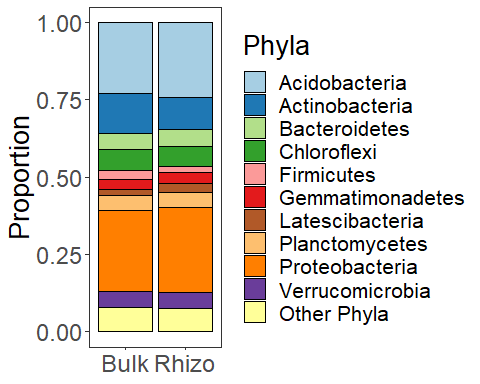 Proportion
1.00
0.75
0.50
0.25
0.00
Bulk Rhizo
Phyla
Acidobacteria
Actinobacteria
Bacteroidetes
Chloroflexi
Firmicutes
Gemmatimonadetes
Latescibacteria
Planctomycetes
Proteobacteria
Verrucomicrobia
Other Phyla